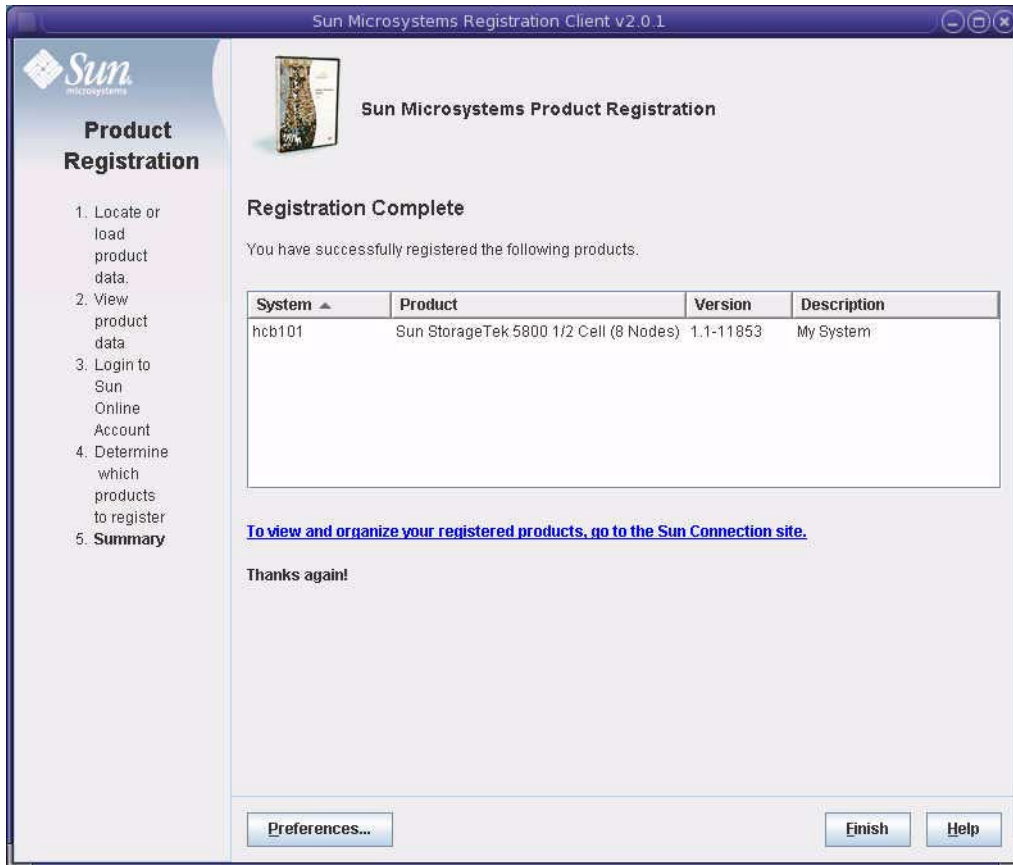 Sun Microsystems Registration Client v2.0.1
Sun
microsystems
Product
Registration
1. Locate or
load
product
data.
2. View
product
data
3. Login to
Sun
Online
Account
4. Determine
which
products
to register
5. Summary
Sun Microsystems Product Registration
Registration Complete
You have successfully registered the following products.
System Product Version Description
hcb101 Sun StorageTek 5800 1/2 Cell (8 Nodes) 1.1-11853 My System
To view and organize your registered products, go to the Sun Connection site.
Thanks again!
Preferences... Finish Help